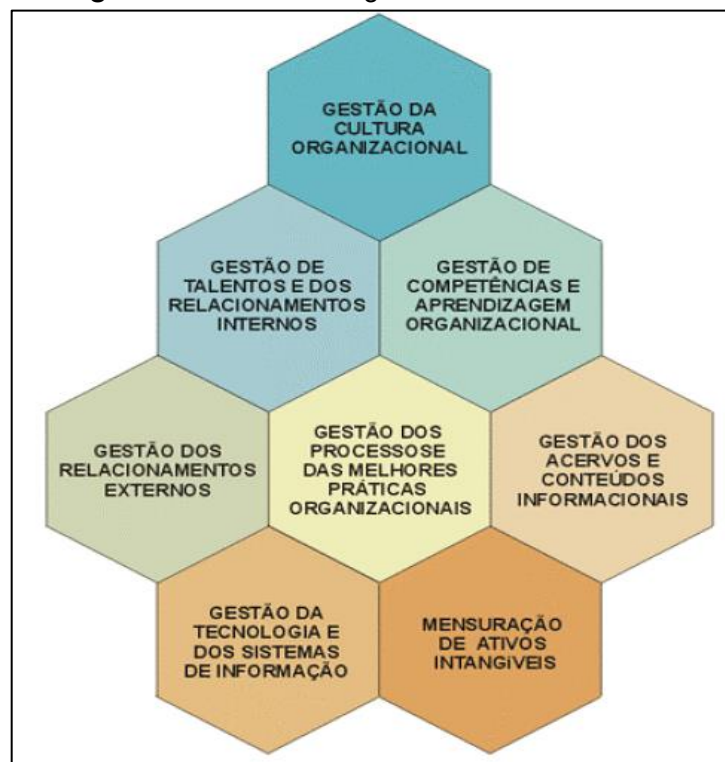 GESTÃO DA
CULTURA
ORGANIZACIONAL
GESTÃO DE
TALENTOS E DOS
RELACIONAMENTOS
INTERNOS
GESTÃO DE
COMPETÊNCIAS E
APRENDIZAGEM
ORGANIZACIONAL
GESTÃO DOS
RELACIONAMENTOS
EXTERNOS
GESTÃO DOS
PROCESSOSE
DAS MELHORES
PRÁTICAS
ORGANIZACIONAIS
GESTÃO DOS
ACERVOS E
CONTEÚDOS
INFORMACIONAIS
GESTÃO DA
TECNOLOGIA E
DOS SISTEMAS
DE INFORMAÇÃO
MENSURAÇÃO
DE ATIVOS
INTANGíVEIS